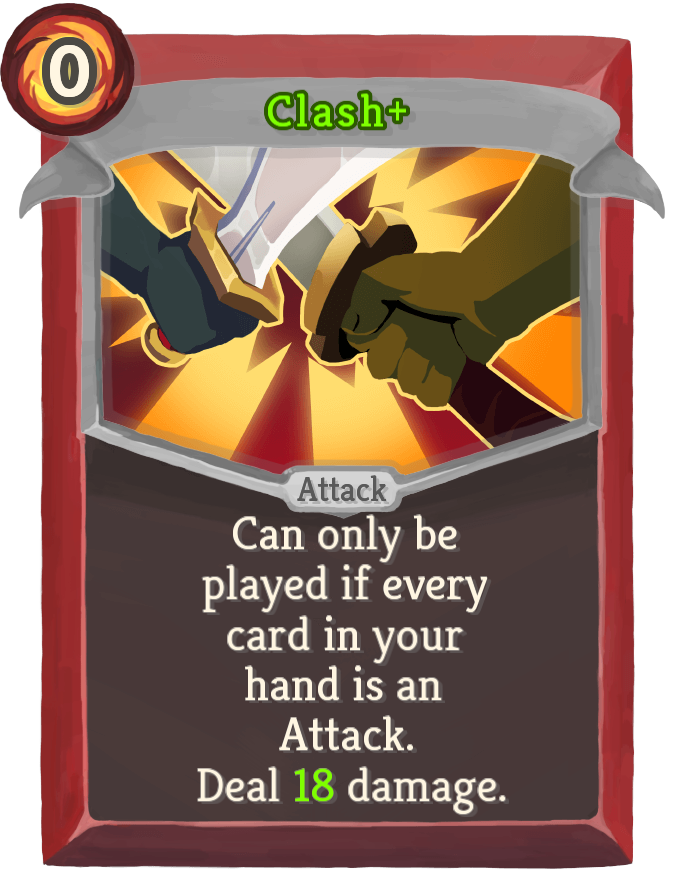 0
Clash+
Attack
Can only be
played if every
card in your
hand is an
Attack.
Deal 18 damage.